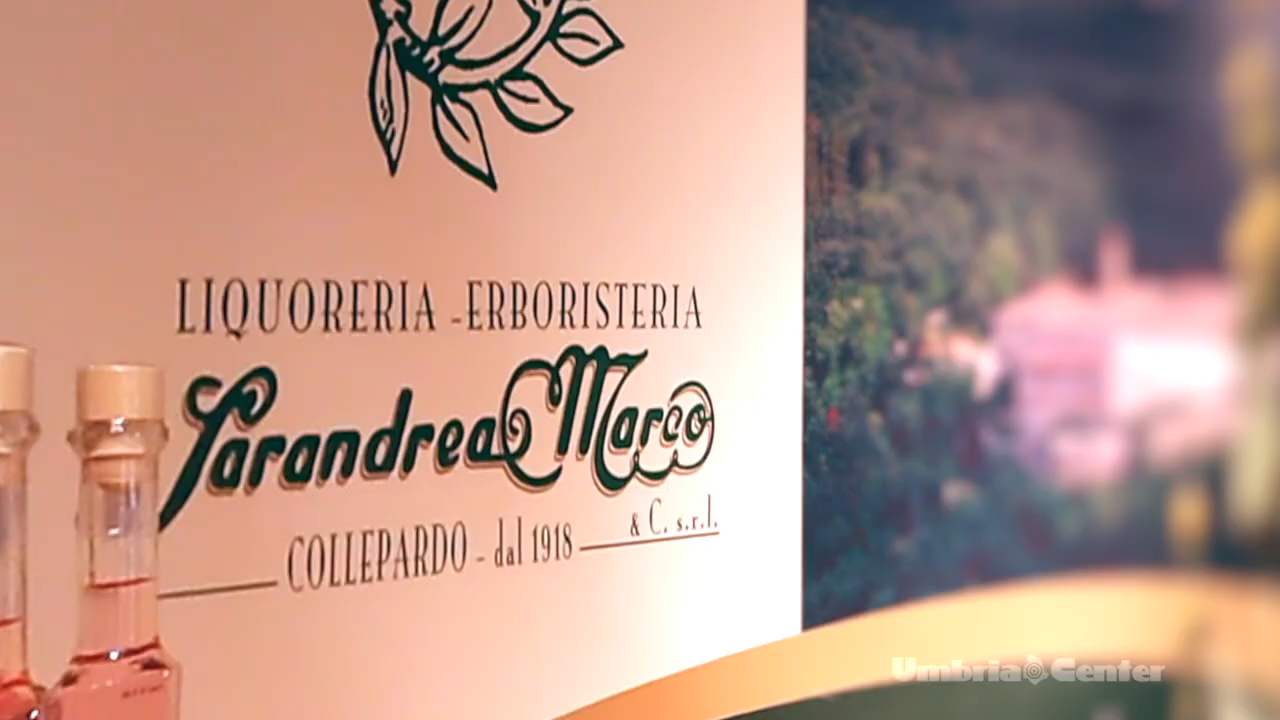 LIQUORERIA - ERBORISTERIA
Sarandrea Marco
& C. s.r.l.
COLLEPARDO - dal 1918
Umbria Center